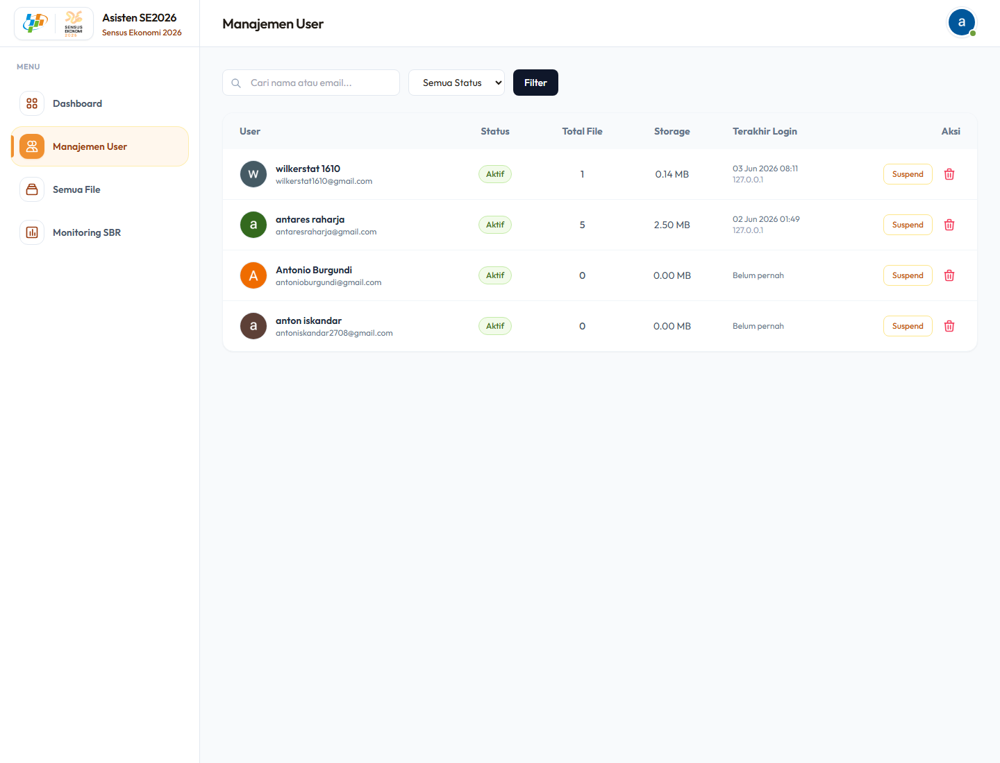 SENSUS
EKONOMI
2026
Asisten SE2026
Sensus Ekonomi 2026
Manajemen User
a
MENU
Dashboard
Manajemen User
Semua File
Monitoring SBR
Cari nama atau email...
Semua Status
Filter
User Status Total File Storage Terakhir Login Aksi
w wilkerstat 1610 Aktif 1 0.14 MB 03 Jun 2026 08:11 Suspend
wilkerstat1610@gmail.com 127.0.0.1
a antares raharja Aktif 5 2.50 MB 02 Jun 2026 01:49 Suspend
antaresraharja@gmail.com 127.0.0.1
A Antonio Burgundi Aktif 0 0.00 MB Belum pernah Suspend
antonioburgundi@gmail.com
a anton iskandar Aktif 0 0.00 MB Belum pernah Suspend
antoniskandar2708@gmail.com